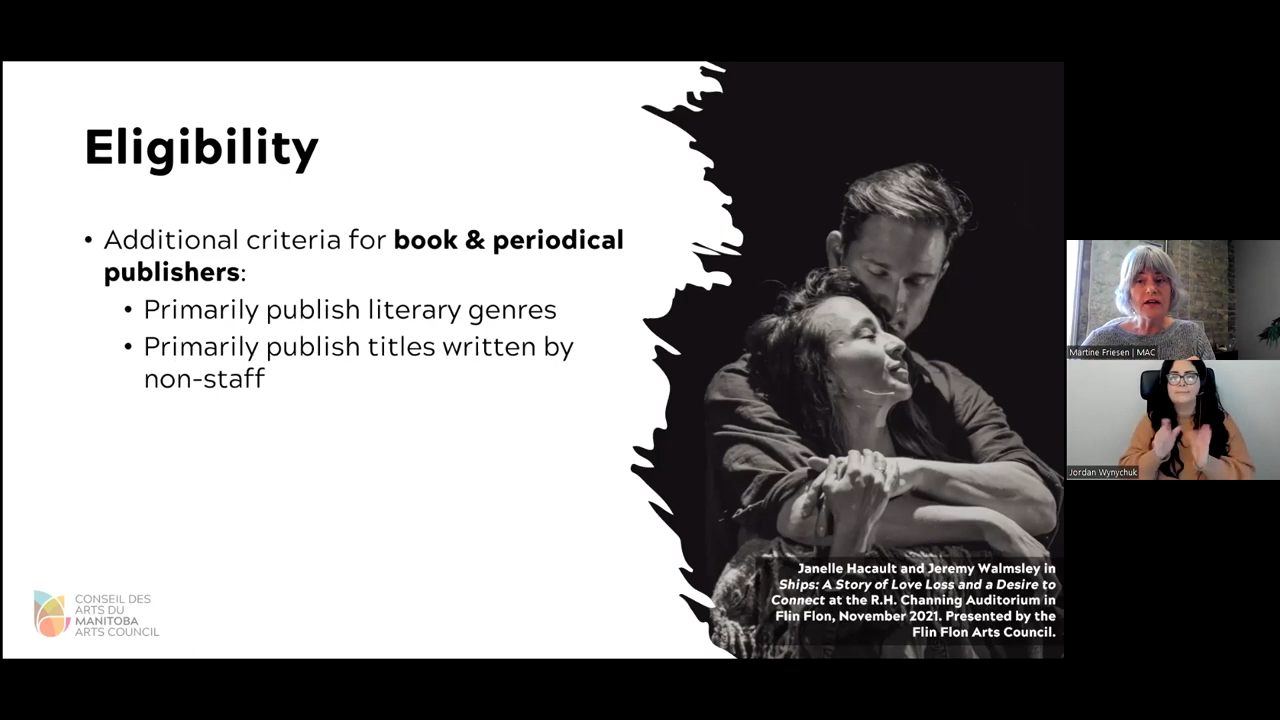 Eligibility
• Additional criteria for book & periodical
publishers:
• Primarily publish literary genres
• Primarily publish titles written by
non-staff
CONSEIL DES
ARTS DU
MANITOBA
ARTS COUNCIL
Janelle Hacault and Jeremy Walmsley in
Ships: A Story of Love Loss and a Desire to
Connect at the R.H. Channing Auditorium in
Flin Flon, November 2021. Presented by the
Flin Flon Arts Council.
Martine Friesen | MAC
Jordan Wynychuk